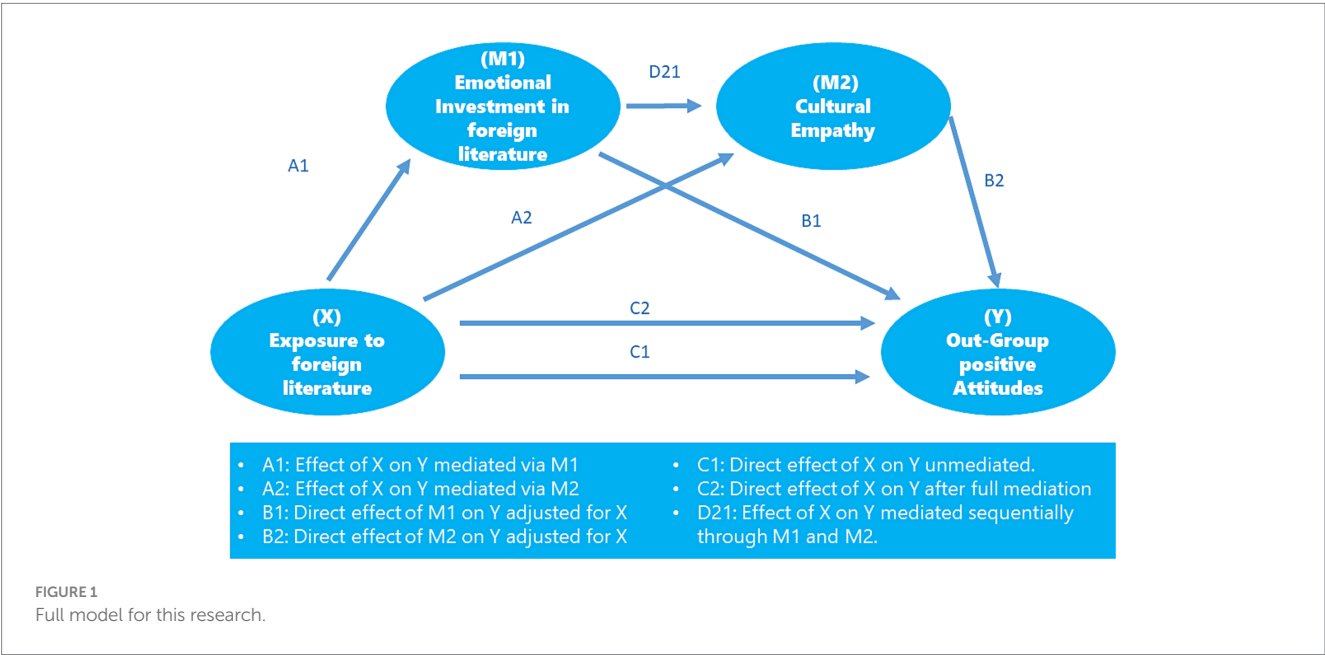 (M1)
Emotional
Investment in
foreign
literature
D21
(M2)
Cultural
Empathy
A1
A2
B1
B2
(X)
Exposure to
foreign
literature
C2
C1
(Y)
Out-Group
positive
Attitudes
• A1: Effect of X on Y mediated via M1
• A2: Effect of X on Y mediated via M2
• B1: Direct effect of M1 on Y adjusted for X
• B2: Direct effect of M2 on Y adjusted for X
• C1: Direct effect of X on Y unmediated.
• C2: Direct effect of X on Y after full mediation
• D21: Effect of X on Y mediated sequentially
through M1 and M2.
FIGURE 1
Full model for this research.